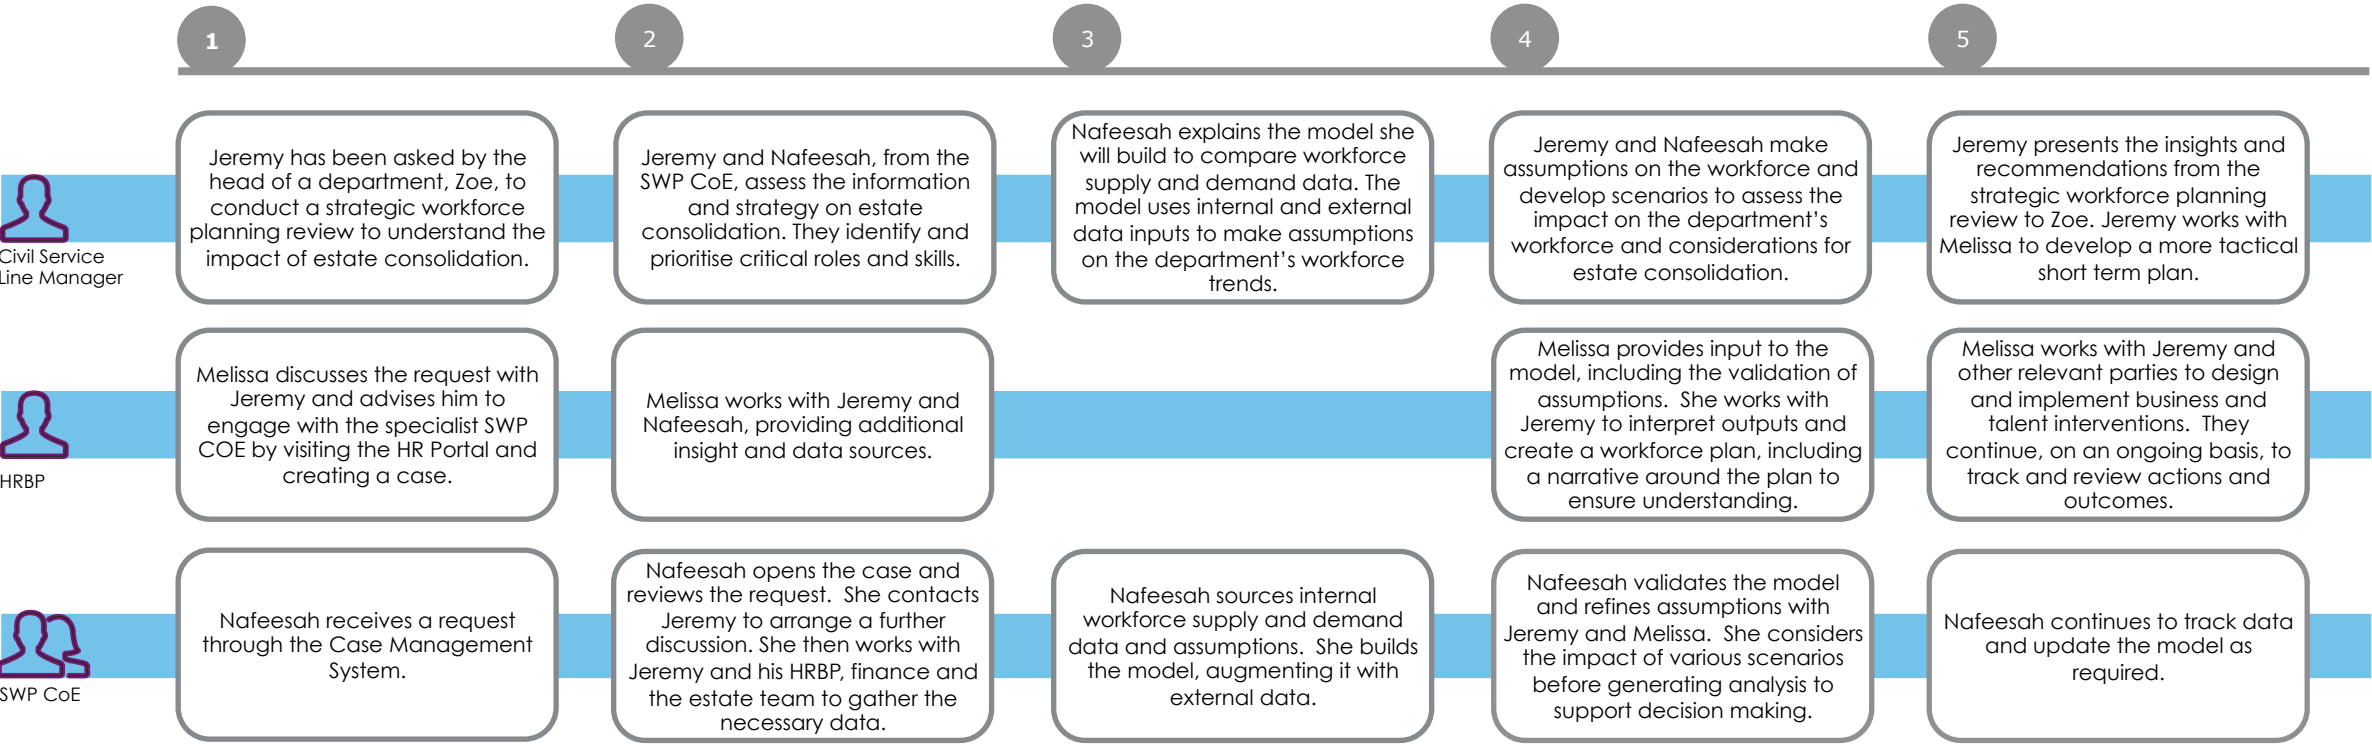 1
2
3
4
5
Jeremy has been asked by the
head of a department, Zoe, to
conduct a strategic workforce
planning review to understand the
impact of estate consolidation.
Jeremy and Nafeesah, from the
SWP CoE, assess the information
and strategy on estate
consolidation. They identify and
prioritise critical roles and skills.
Nafeesah explains the model she
will build to compare workforce
supply and demand data. The
model uses internal and external
data inputs to make assumptions
on the department's workforce
trends.
Jeremy and Nafeesah make
assumptions on the workforce and
develop scenarios to assess the
impact on the department's
workforce and considerations for
estate consolidation.
Jeremy presents the insights and
recommendations from the
strategic workforce planning
review to Zoe. Jeremy works with
Melissa to develop a more tactical
short term plan.
Civil Service
Line Manager
Melissa discusses the request with
Jeremy and advises him to
engage with the specialist SWP
COE by visiting the HR Portal and
creating a case.
Melissa works with Jeremy and
Nafeesah, providing additional
insight and data sources.
Melissa provides input to the
model, including the validation of
assumptions.  She works with
Jeremy to interpret outputs and
create a workforce plan, including
a narrative around the plan to
ensure understanding.
Melissa works with Jeremy and
other relevant parties to design
and implement business and
talent interventions.  They
continue, on an ongoing basis, to
track and review actions and
outcomes.
HRBP
Nafeesah receives a request
through the Case Management
System.
Nafeesah opens the case and
reviews the request.  She contacts
Jeremy to arrange a further
discussion. She then works with
Jeremy and his HRBP, finance and
the estate team to gather the
necessary data.
Nafeesah sources internal
workforce supply and demand
data and assumptions.  She builds
the model, augmenting it with
external data.
Nafeesah validates the model
and refines assumptions with
Jeremy and Melissa.  She considers
the impact of various scenarios
before generating analysis to
support decision making.
Nafeesah continues to track data
and update the model as
required.
SWP CoE